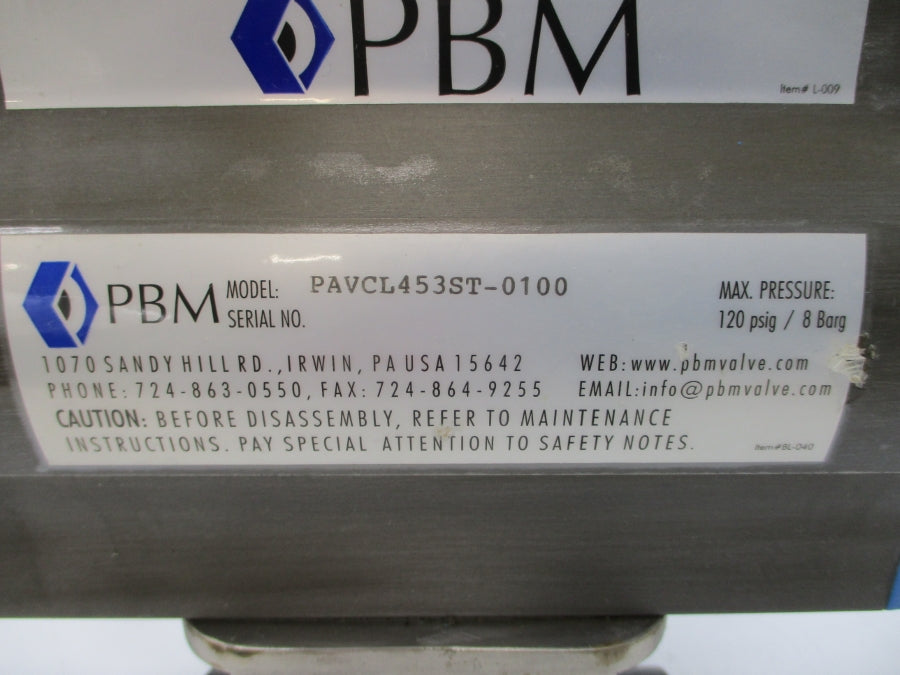 PBM
Item# L-009
PBM
MODEL: PAVCL453ST-0100
SERIAL NO.
MAX. PRESSURE:
120 psig / 8 Barg
1070 SANDY HILL RD., IRWIN, PA USA 15642
WEB: www.pbmvalve.com
PHONE: 724-863-0550, FAX: 724-864-9255
EMAIL: info@pbmvalve.com
CAUTION: BEFORE DISASSEMBLY, REFER TO MAINTENANCE
INSTRUCTIONS. PAY SPECIAL ATTENTION TO SAFETY NOTES.
Item#BL-040